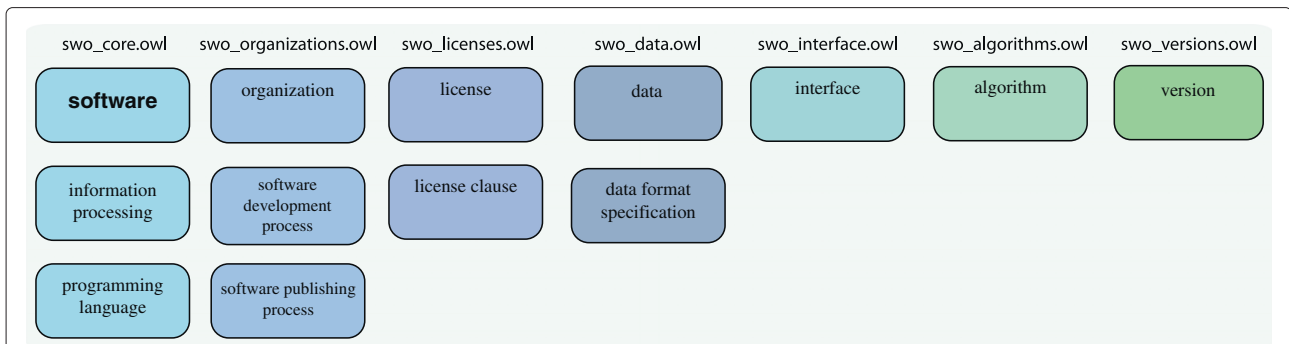 swo_core.owl swo_organizations.owl swo_licenses.owl swo_data.owl swo_interface.owl swo_algorithms.owl swo_versions.owl
software
organization
license
data
interface
algorithm
version
information
processing
software
development
process
license clause
data format
specification
programming
language
software publishing
process